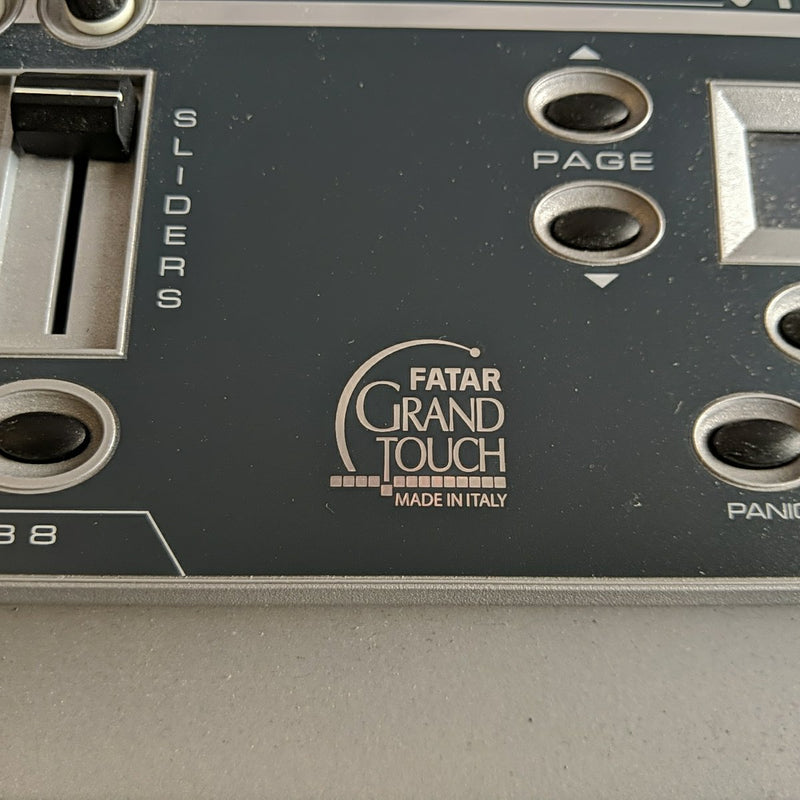 SLIDERS
PAGE
FATAR
GRAND
TOUCH
MADE IN ITALY
PANIC
88